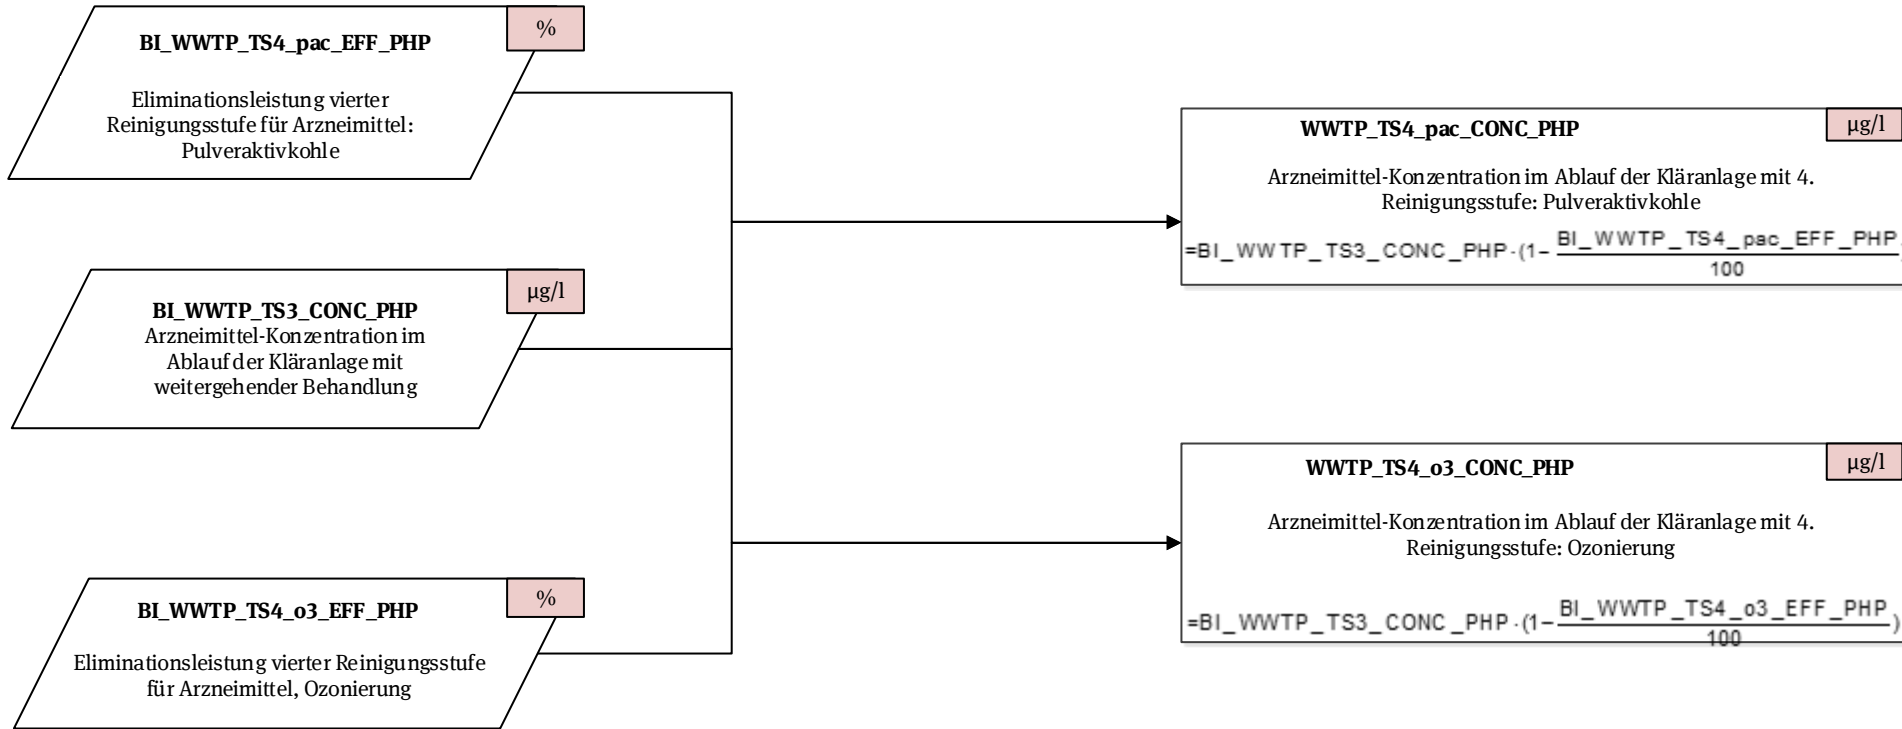 BI_WWTP_TS4_pac_EFF_PHP
%
Eliminationsleistung vierter
Reinigungsstufe für Arzneimittel:
Pulveraktivkohle
BI_WWTP_TS3_CONC_PHP
µg/l
Arzneimittel-Konzentration im
Ablauf der Kläranlage mit
weitergehender Behandlung
BI_WWTP_TS4_o3_EFF_PHP
%
Eliminationsleistung vierter Reinigungsstufe
für Arzneimittel, Ozonierung
WWTP_TS4_pac_CONC_PHP
µg/l
Arzneimittel-Konzentration im Ablauf der Kläranlage mit 4.
Reinigungsstufe: Pulveraktivkohle
=BI_WWTP_TS3_CONC_PHP·(1-BI_WWTP_TS4_pac_EFF_PHP
100
WWTP_TS4_o3_CONC_PHP
µg/l
Arzneimittel-Konzentration im Ablauf der Kläranlage mit 4.
Reinigungsstufe: Ozonierung
=BI_WWTP_TS3_CONC_PHP·(1-BI_WWTP_TS4_o3_EFF_PHP)
100